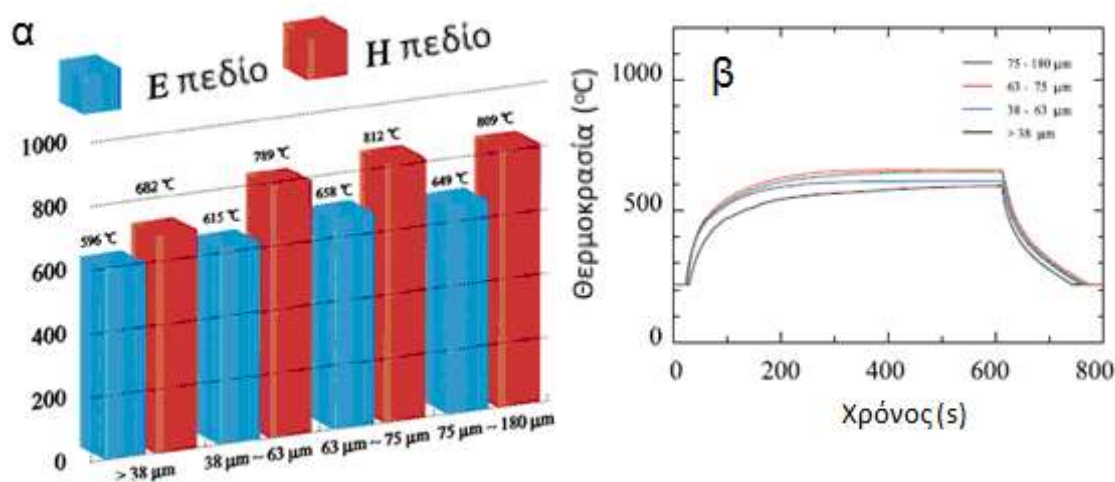 α
E πεδίο
H πεδίο
1000
800
600
400
200
0
596 ℃
682 ℃
615 ℃
789 ℃
658 ℃
812 ℃
649 ℃
809 ℃
> 38 μm
38 μm ~ 63 μm
63 μm ~ 75 μm
75 μm ~ 180 μm
β
75 - 180 μm
63 - 75 μm
38 - 63 μm
> 38 μm
Θερμοκρασία (°C)
1000
500
0
0 200 400 600 800
Χρόνος (s)